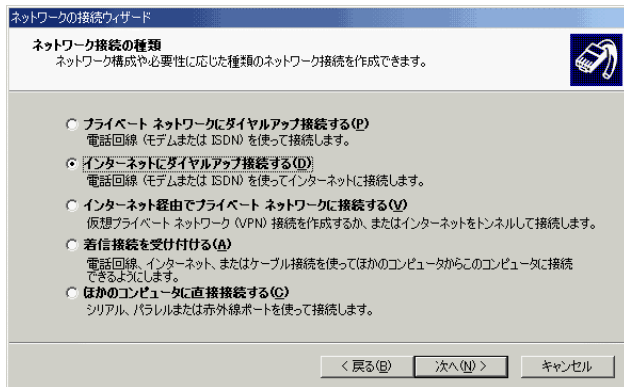 ネットワークの接続ウィザード
ネットワーク接続の種類
ネットワーク構成や必要性に応じた種類のネットワーク接続を作成できます。
プライベート ネットワークにダイヤルアップ接続する(P)
電話回線 (モデムまたは ISDN) を使って接続します。
インターネットにダイヤルアップ接続する(D)
電話回線 (モデムまたは ISDN) を使ってインターネットに接続します。
インターネット経由でプライベート ネットワークに接続する(V)
仮想プライベート ネットワーク (VPN) 接続を作成するか、またはインターネットをトンネルして接続します。
着信接続を受け付ける(A)
電話回線、インターネット、またはケーブル接続を使ってほかのコンピュータからこのコンピュータに接続
できるようにします。
ほかのコンピュータに直接接続する(C)
シリアル、パラレルまたは赤外線ポートを使って接続します。
< 戻る(B)
次へ(N) >
キャンセル